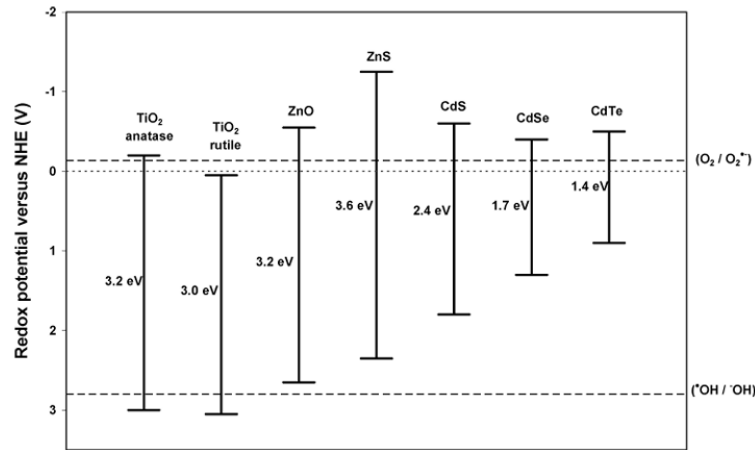 Redox potential versus NHE (V)
-2
-1
0
1
2
3
TiO2
anatase
TiO2
rutile
ZnO
ZnS
CdS
CdSe
CdTe
3.2 eV
3.0 eV
3.2 eV
3.6 eV
2.4 eV
1.7 eV
1.4 eV
(O2 / O2•-)
(•OH / -OH)